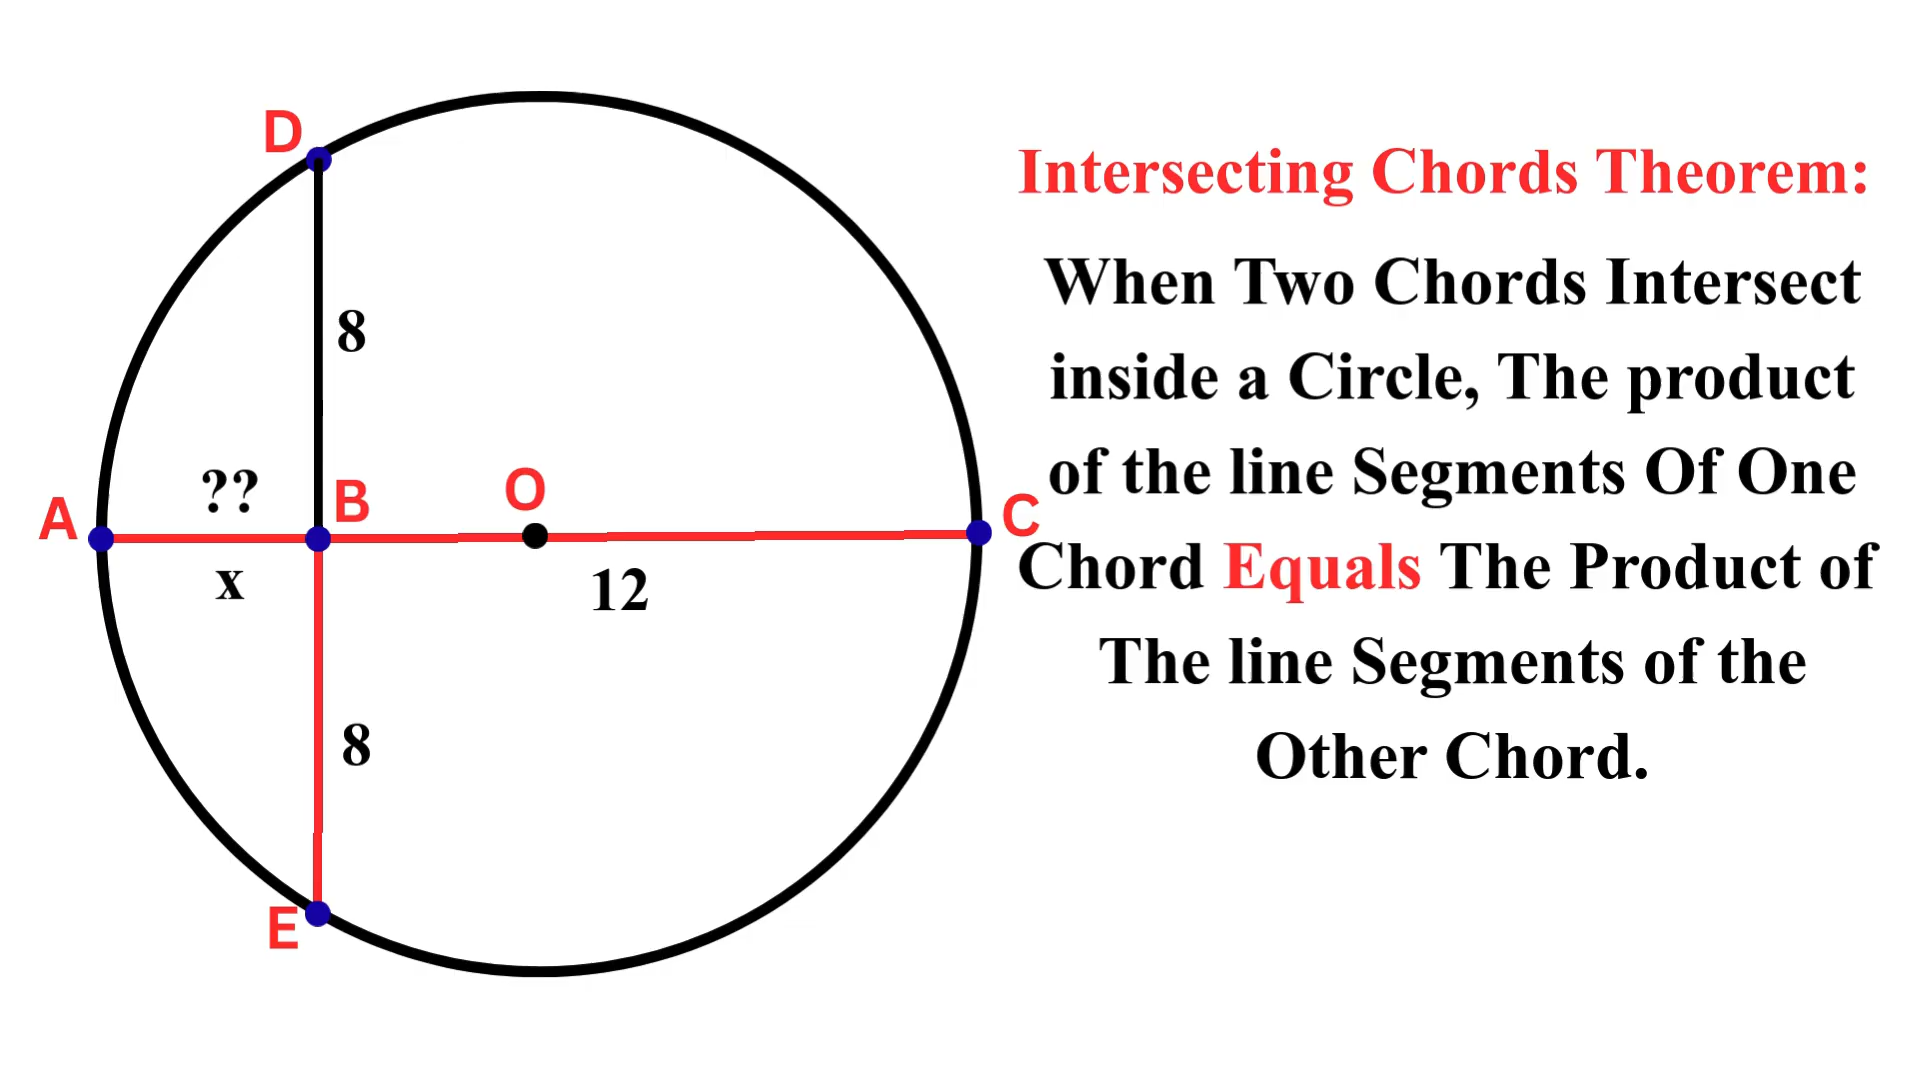 D
Intersecting Chords Theorem:
When Two Chords Intersect
8
inside a Circle, The product
of the line Segments Of One
??
B
O
A
C
Chord Equals The Product of
x
12
The line Segments of the
8
Other Chord.
E